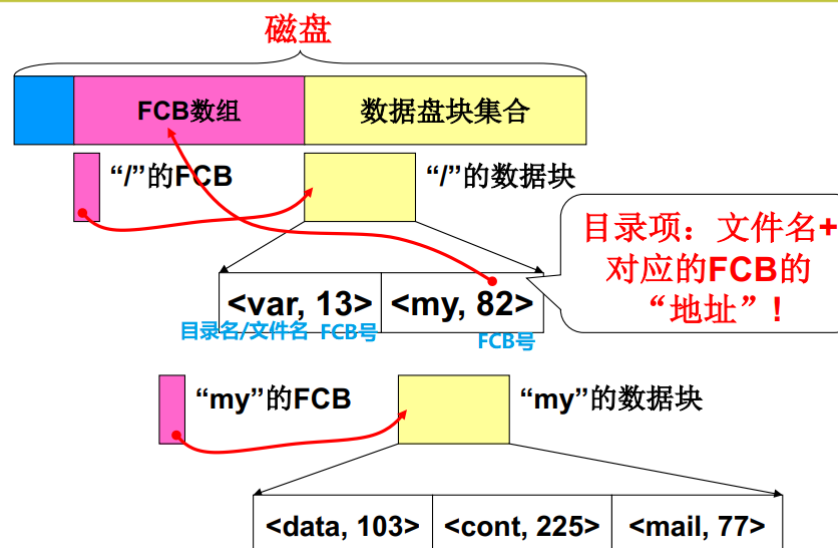 磁盘
FCB数组
数据盘块集合
“/”的FCB
“/”的数据块
目录项：文件名+
对应的FCB的
“地址”！
<var, 13>
<my, 82>
目录名/文件名 FCB号
FCB号
“my”的FCB
“my”的数据块
<data, 103>
<cont, 225>
<mail, 77>